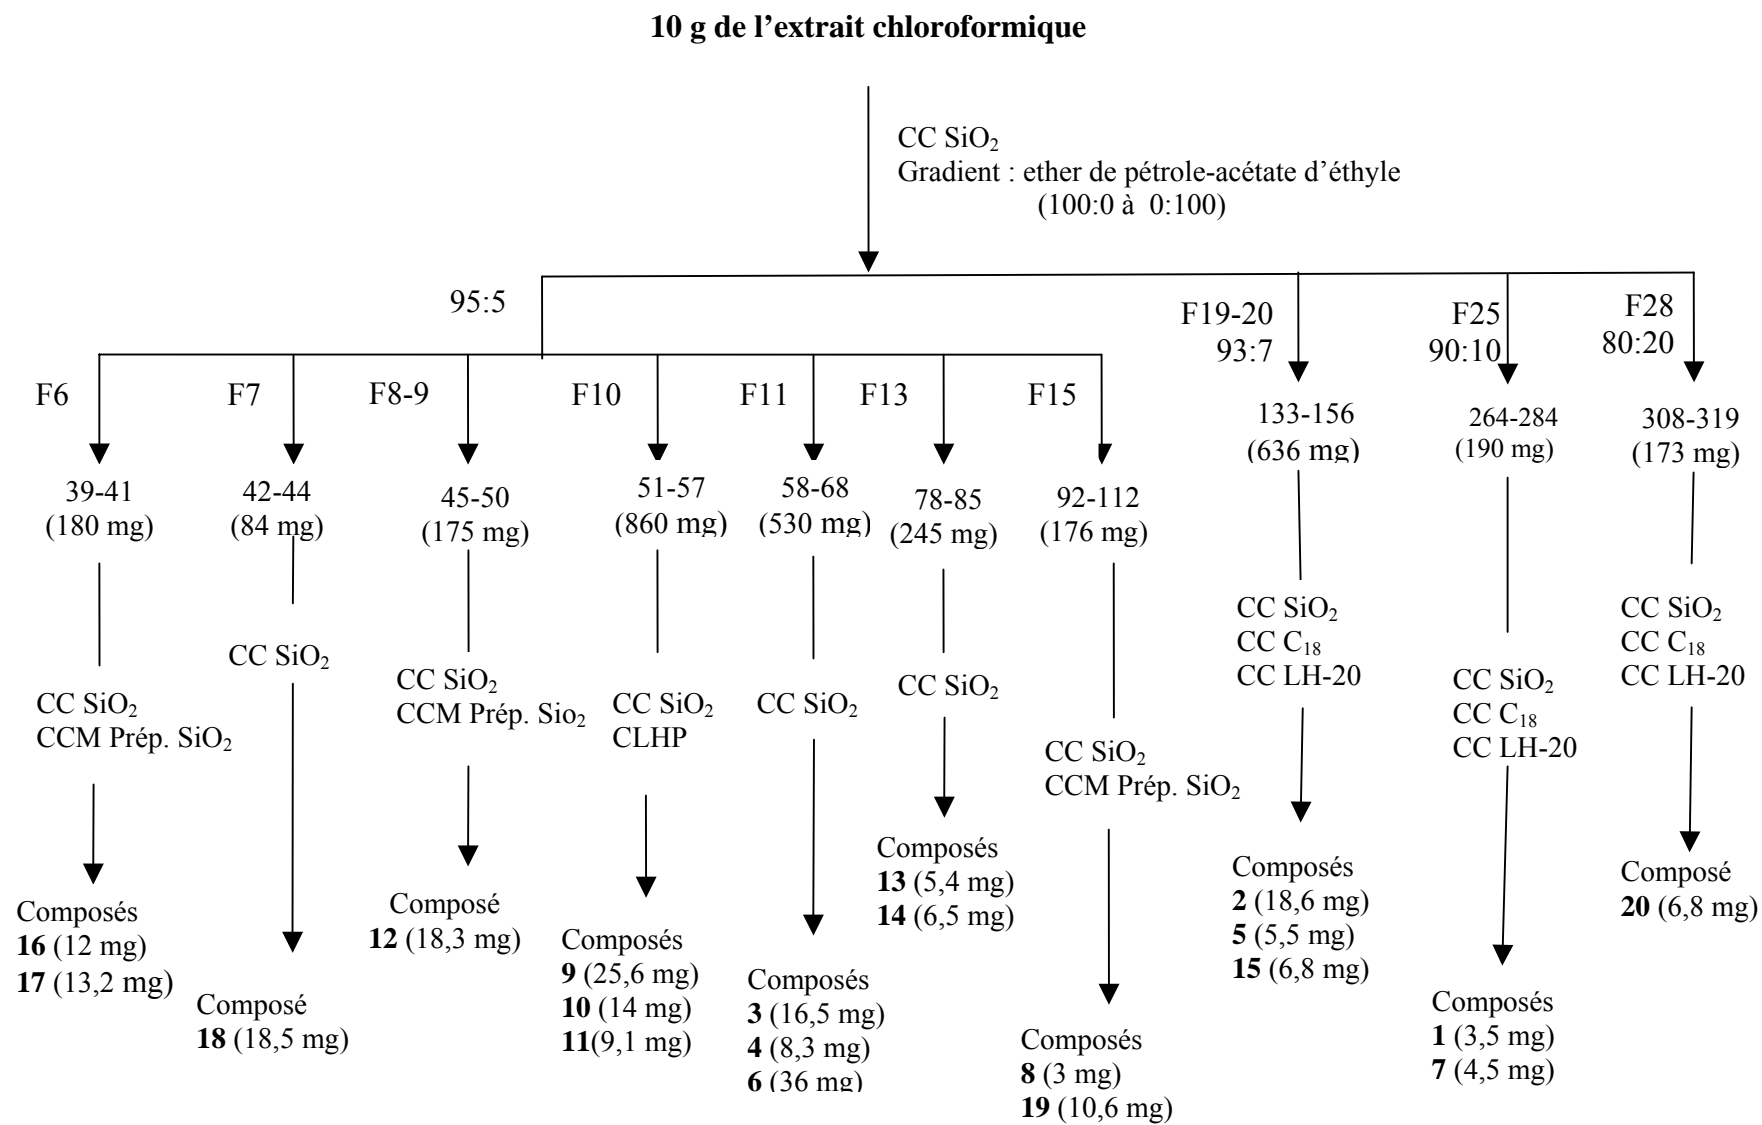 10 g de l’extrait chloroformique
CC SiO₂
Gradient : ether de pétrole-acétate d’éthyle
(100:0 à 0:100)
95:5
F19-20
93:7
F25
90:10
F28
80:20
F6
F7
F8-9
F10
F11
F13
F15
39-41
(180 mg)
42-44
(84 mg)
45-50
(175 mg)
51-57
(860 mg)
58-68
(530 mg)
78-85
(245 mg)
92-112
(176 mg)
133-156
(636 mg)
264-284
(190 mg)
308-319
(173 mg)
CC SiO₂
CCM Prép. SiO₂
CC SiO₂
CC SiO₂
CCM Prép. Sio₂
CC SiO₂
CLHP
CC SiO₂
CC SiO₂
CC SiO₂
CCM Prép. SiO₂
CC SiO₂
CC C₁₈
CC LH-20
CC SiO₂
CC C₁₈
CC LH-20
CC SiO₂
CC C₁₈
CC LH-20
Composés
16 (12 mg)
17 (13,2 mg)
Composé
18 (18,5 mg)
Composé
12 (18,3 mg)
Composés
9 (25,6 mg)
10 (14 mg)
11(9,1 mg)
Composés
3 (16,5 mg)
4 (8,3 mg)
6 (36 mg)
Composés
13 (5,4 mg)
14 (6,5 mg)
Composés
8 (3 mg)
19 (10,6 mg)
Composés
2 (18,6 mg)
5 (5,5 mg)
15 (6,8 mg)
Composés
1 (3,5 mg)
7 (4,5 mg)
Composé
20 (6,8 mg)